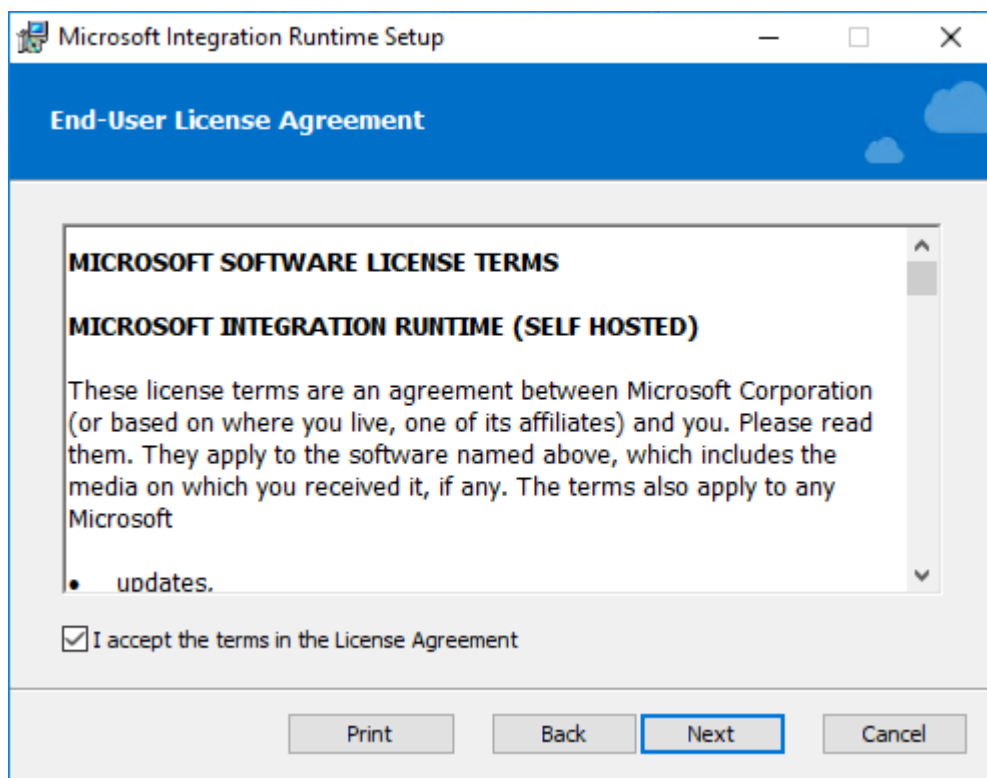 Microsoft Integration Runtime Setup
End-User License Agreement
MICROSOFT SOFTWARE LICENSE TERMS
MICROSOFT INTEGRATION RUNTIME (SELF HOSTED)
These license terms are an agreement between Microsoft Corporation
(or based on where you live, one of its affiliates) and you. Please read
them. They apply to the software named above, which includes the
media on which you received it, if any. The terms also apply to any
Microsoft
• updates,
I accept the terms in the License Agreement
Print Back Next Cancel